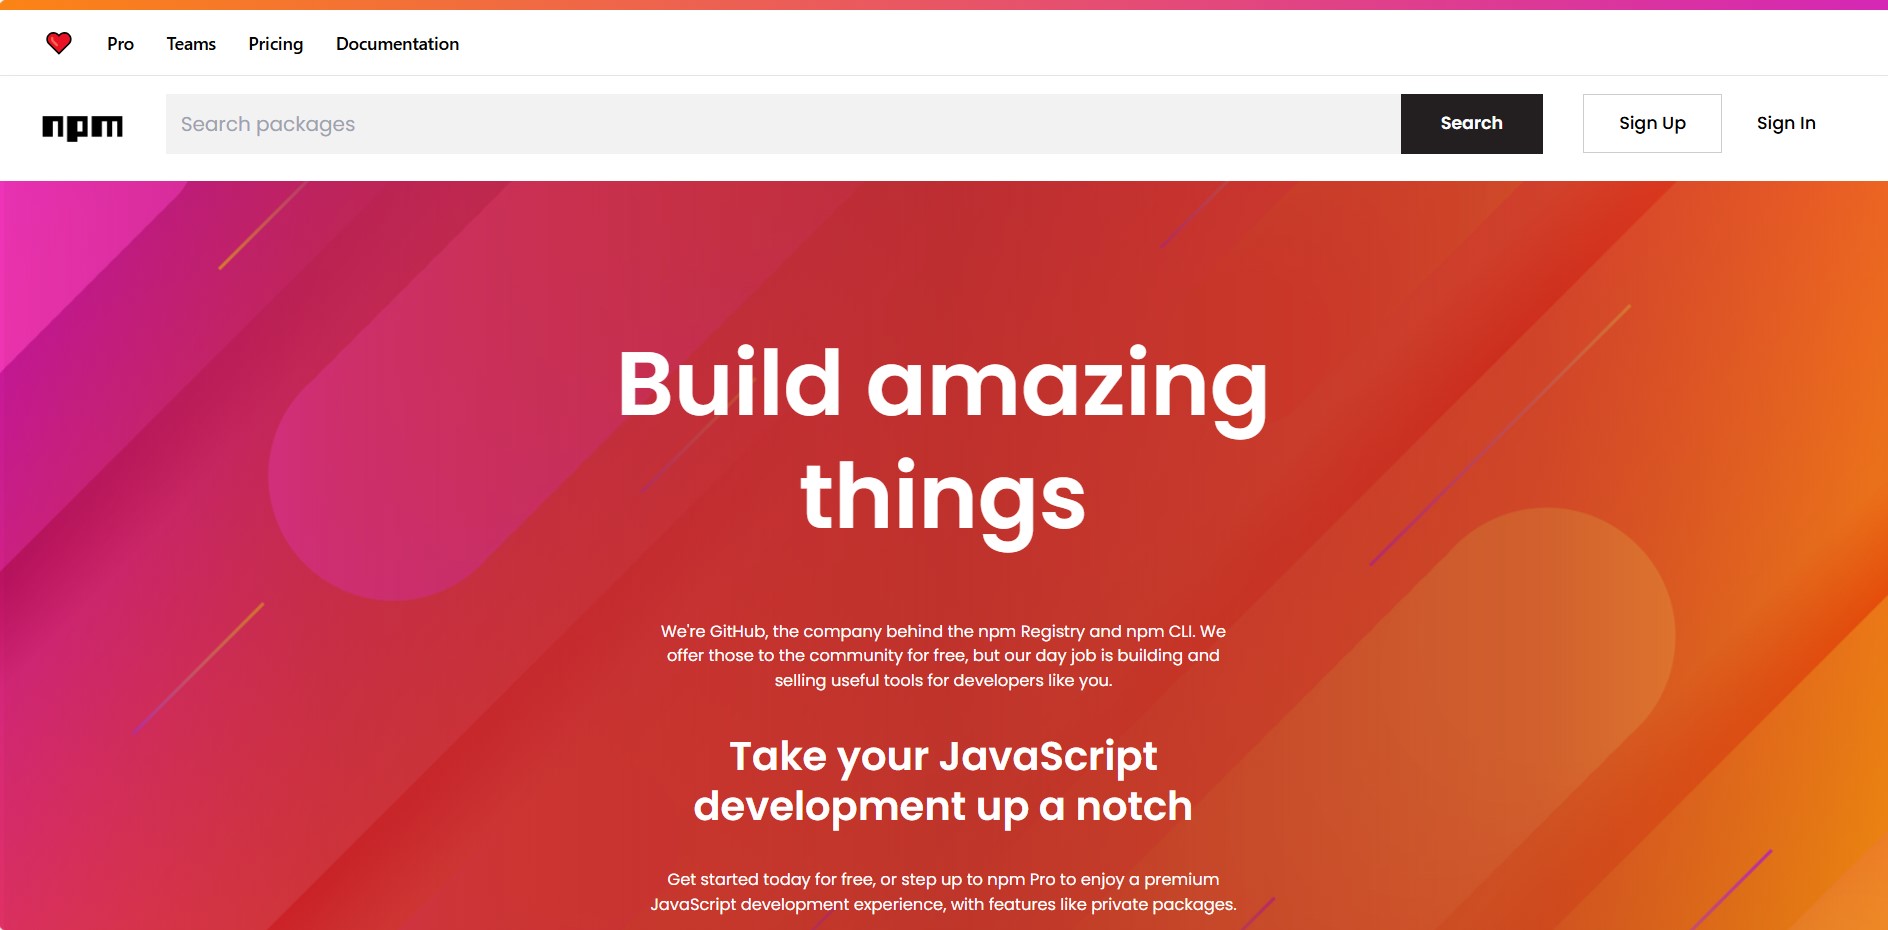 Pro Teams Pricing Documentation
npm Search packages Search Sign Up Sign In
Build amazing
things
We're GitHub, the company behind the npm Registry and npm CLI. We
offer those to the community for free, but our day job is building and
selling useful tools for developers like you.
Take your JavaScript
development up a notch
Get started today for free, or step up to npm Pro to enjoy a premium
JavaScript development experience, with features like private packages.